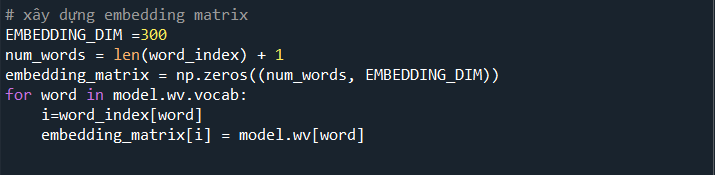 # xây dựng embedding matrix
EMBEDDING_DIM =300
num_words = len(word_index) + 1
embedding_matrix = np.zeros((num_words, EMBEDDING_DIM))
for word in model.wv.vocab:
    i=word_index[word]
    embedding_matrix[i] = model.wv[word]